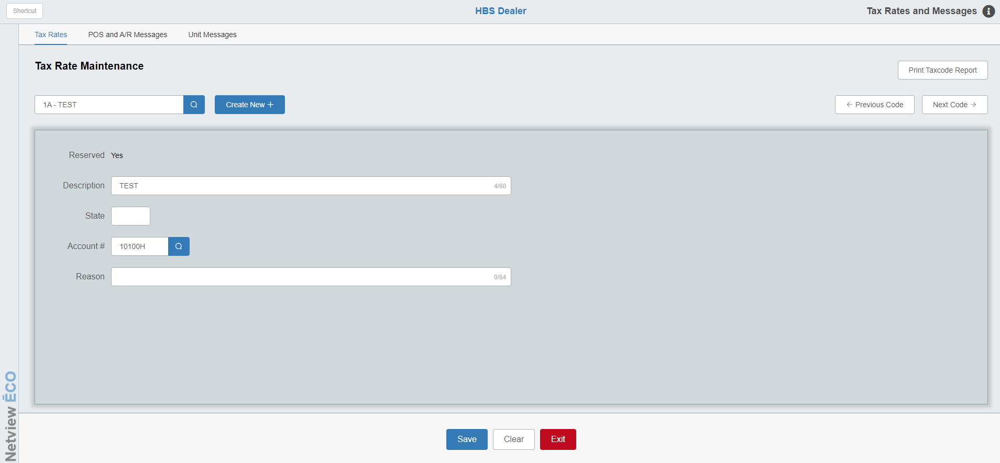 Shortcut
HBS Dealer
Tax Rates and Messages
Tax Rates
POS and A/R Messages
Unit Messages
Tax Rate Maintenance
Print Taxcode Report
1A - TEST
Create New
Previous Code
Next Code
Reserved Yes
Description TEST 4/60
State
Account # 10100H
Reason 0/64
Netview ĒCO
Save
Clear
Exit